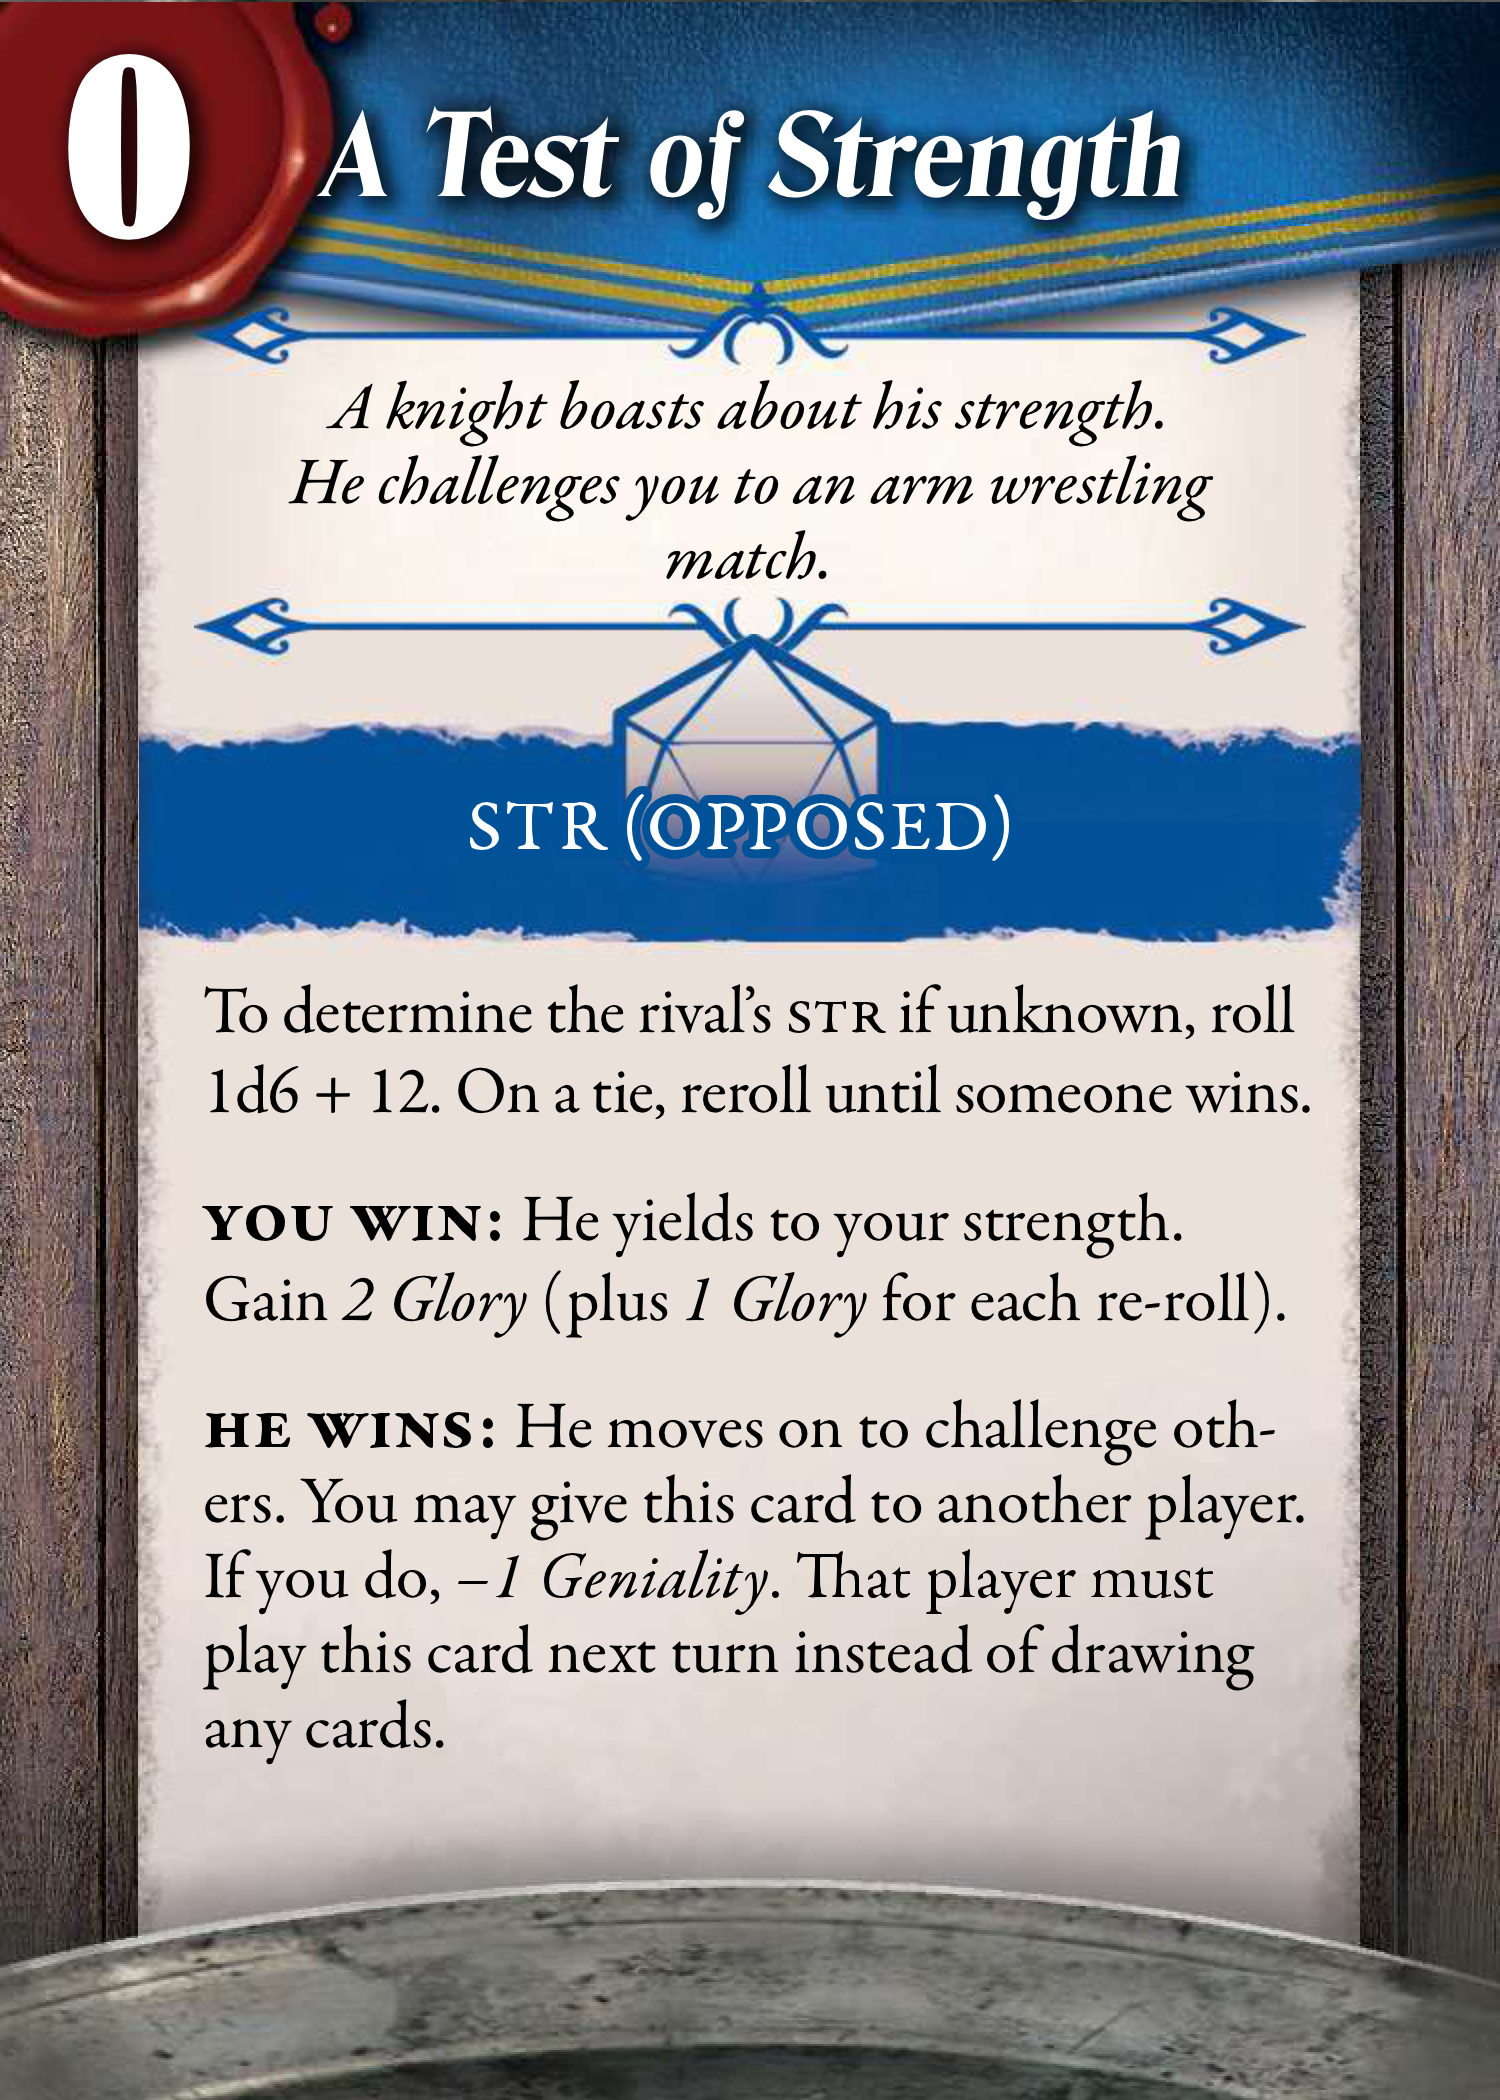 0
A Test of Strength
A knight boasts about his strength.
He challenges you to an arm wrestling
match.
STR (OPPOSED)
To determine the rival’s STR if unknown, roll
1d6 + 12. On a tie, reroll until someone wins.
YOU WIN: He yields to your strength.
Gain 2 Glory (plus 1 Glory for each re-roll).
HE WINS: He moves on to challenge oth-
ers. You may give this card to another player.
If you do, –1 Geniality. That player must
play this card next turn instead of drawing
any cards.